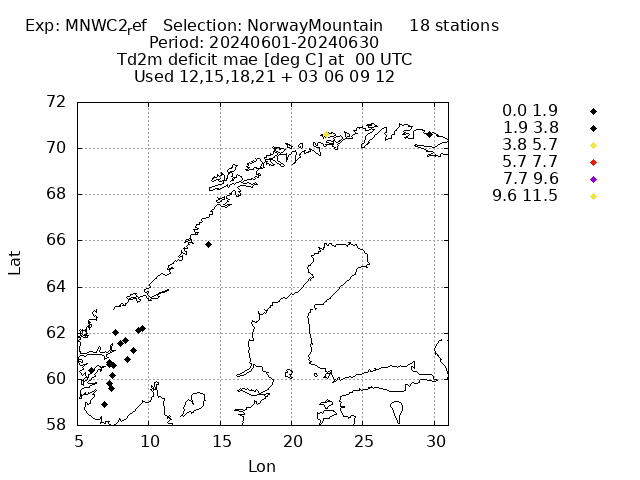 Exp: MNWC2ref   Selection: NorwayMountain     18 stations
Period: 20240601-20240630
Td2m deficit mae [deg C] at  00 UTC
Used 12,15,18,21 + 03 06 09 12
72
70
68
66
64
62
60
58
Lat
5 10 15 20 25 30
Lon
0.0 1.9
1.9 3.8
3.8 5.7
5.7 7.7
7.7 9.6
9.6 11.5